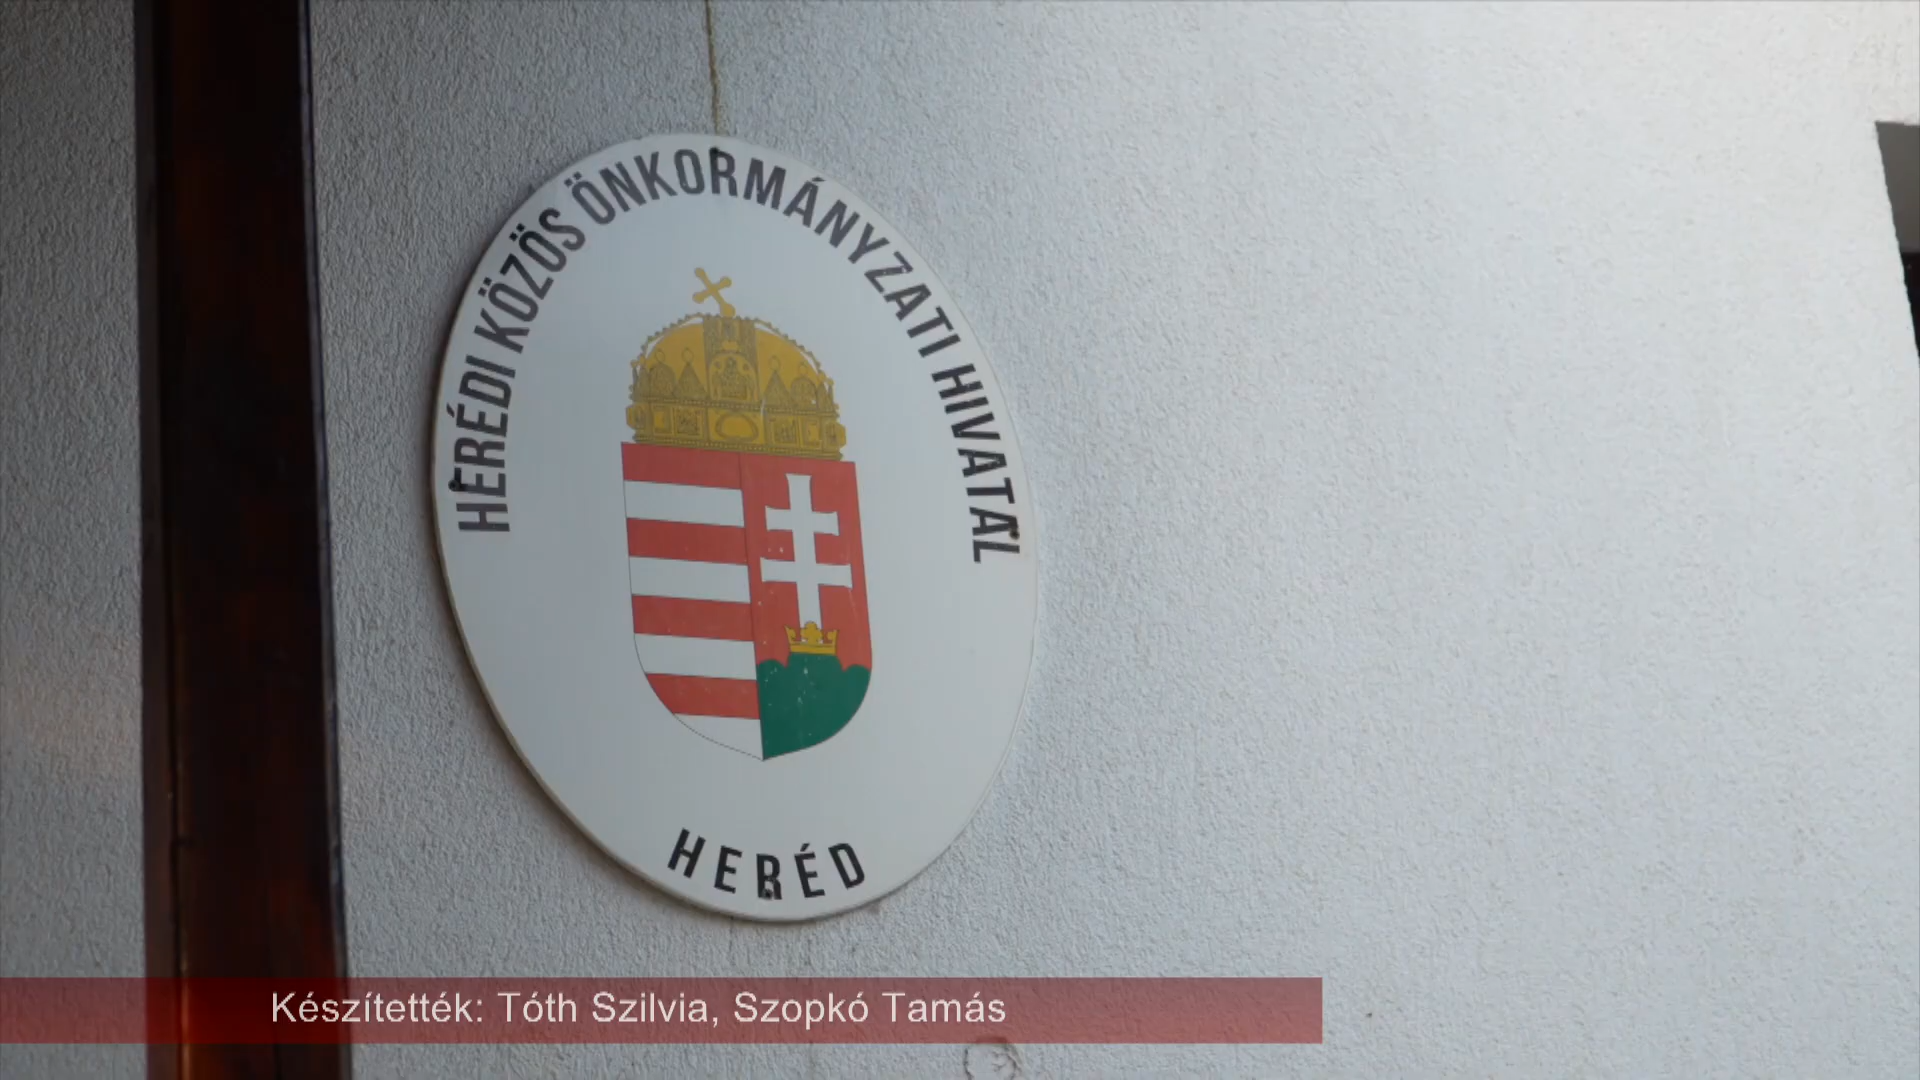 HERÉDI KÖZÖS ÖNKORMÁNYZATI HIVATAL
HERÉD
Készítették: Tóth Szilvia, Szopkó Tamás